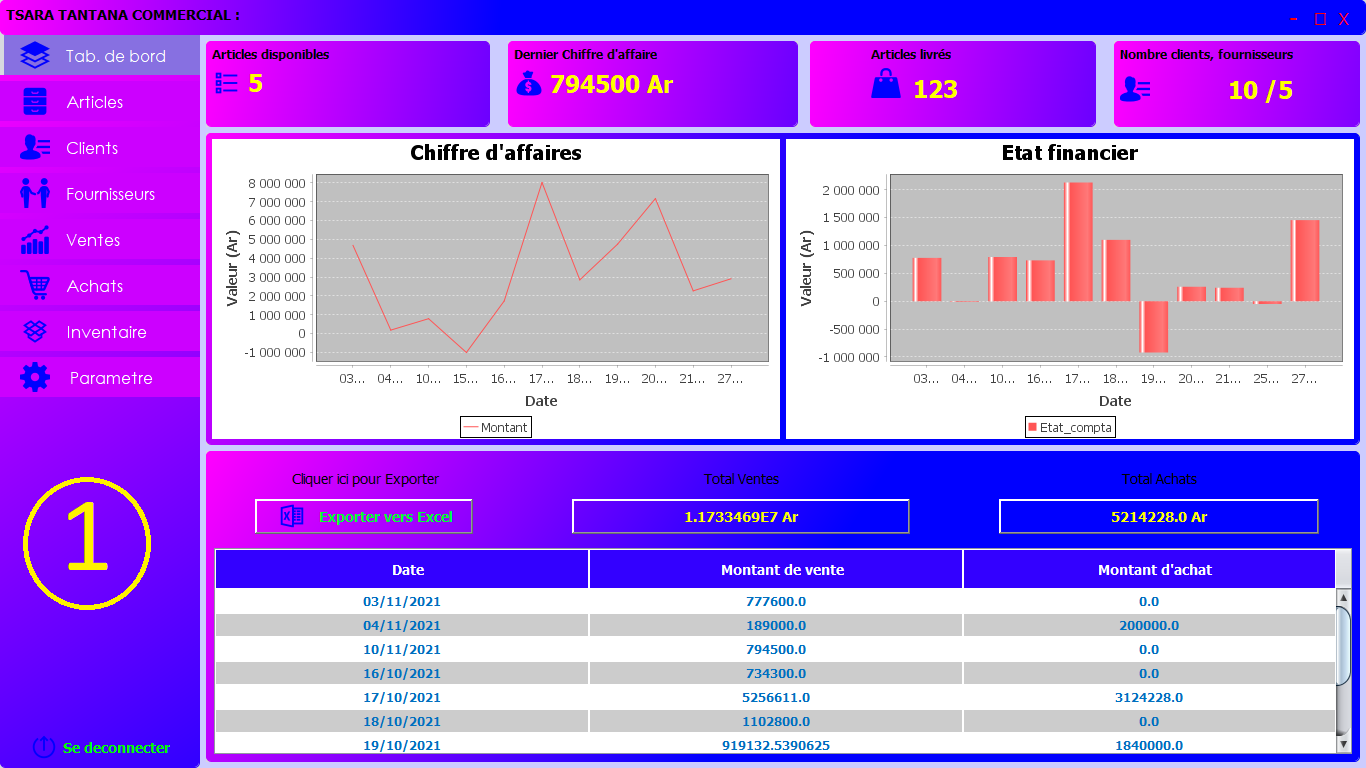 TSARA TANTANA COMMERCIAL :
- □ X
Tab. de bord
Articles
Clients
Fournisseurs
Ventes
Achats
Inventaire
Parametre
1
Se deconnecter
Articles disponibles
5
Dernier Chiffre d'affaire
794500 Ar
Articles livrés
123
Nombre clients, fournisseurs
10 /5
Chiffre d'affaires
Valeur (Ar)
8 000 000
7 000 000
6 000 000
5 000 000
4 000 000
3 000 000
2 000 000
1 000 000
0
-1 000 000
03... 04... 10... 15... 16... 17... 18... 19... 20... 21... 27...
Date
Montant
Etat financier
Valeur (Ar)
2 000 000
1 500 000
1 000 000
500 000
0
-500 000
-1 000 000
03... 04... 10... 16... 17... 18... 19... 20... 21... 25... 27...
Date
Etat_compta
Cliquer ici pour Exporter
Exporter vers Excel
Total Ventes
1.1733469E7 Ar
Total Achats
5214228.0 Ar
Date Montant de vente Montant d'achat
03/11/2021 777600.0 0.0
04/11/2021 189000.0 200000.0
10/11/2021 794500.0 0.0
16/10/2021 734300.0 0.0
17/10/2021 5256611.0 3124228.0
18/10/2021 1102800.0 0.0
19/10/2021 919132.5390625 1840000.0